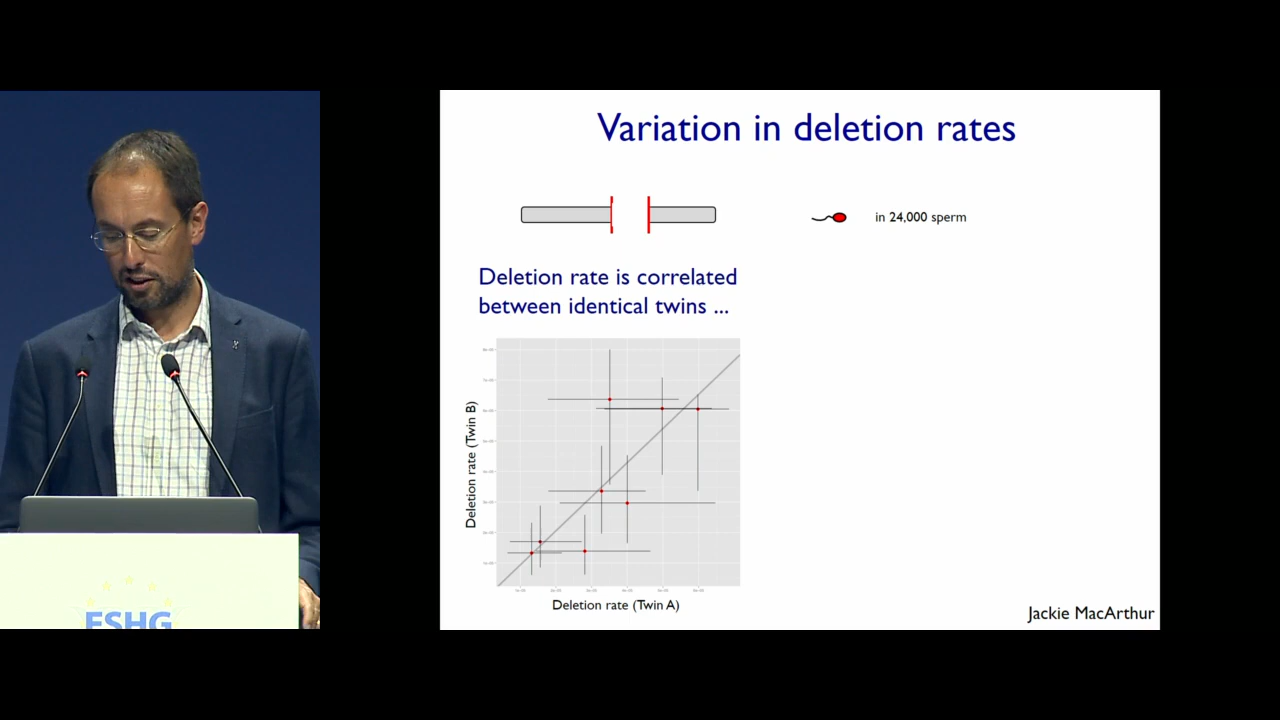 Variation in deletion rates
in 24,000 sperm
Deletion rate is correlated
between identical twins ...
Deletion rate (Twin B)
Deletion rate (Twin A)
Jackie MacArthur
ESHG